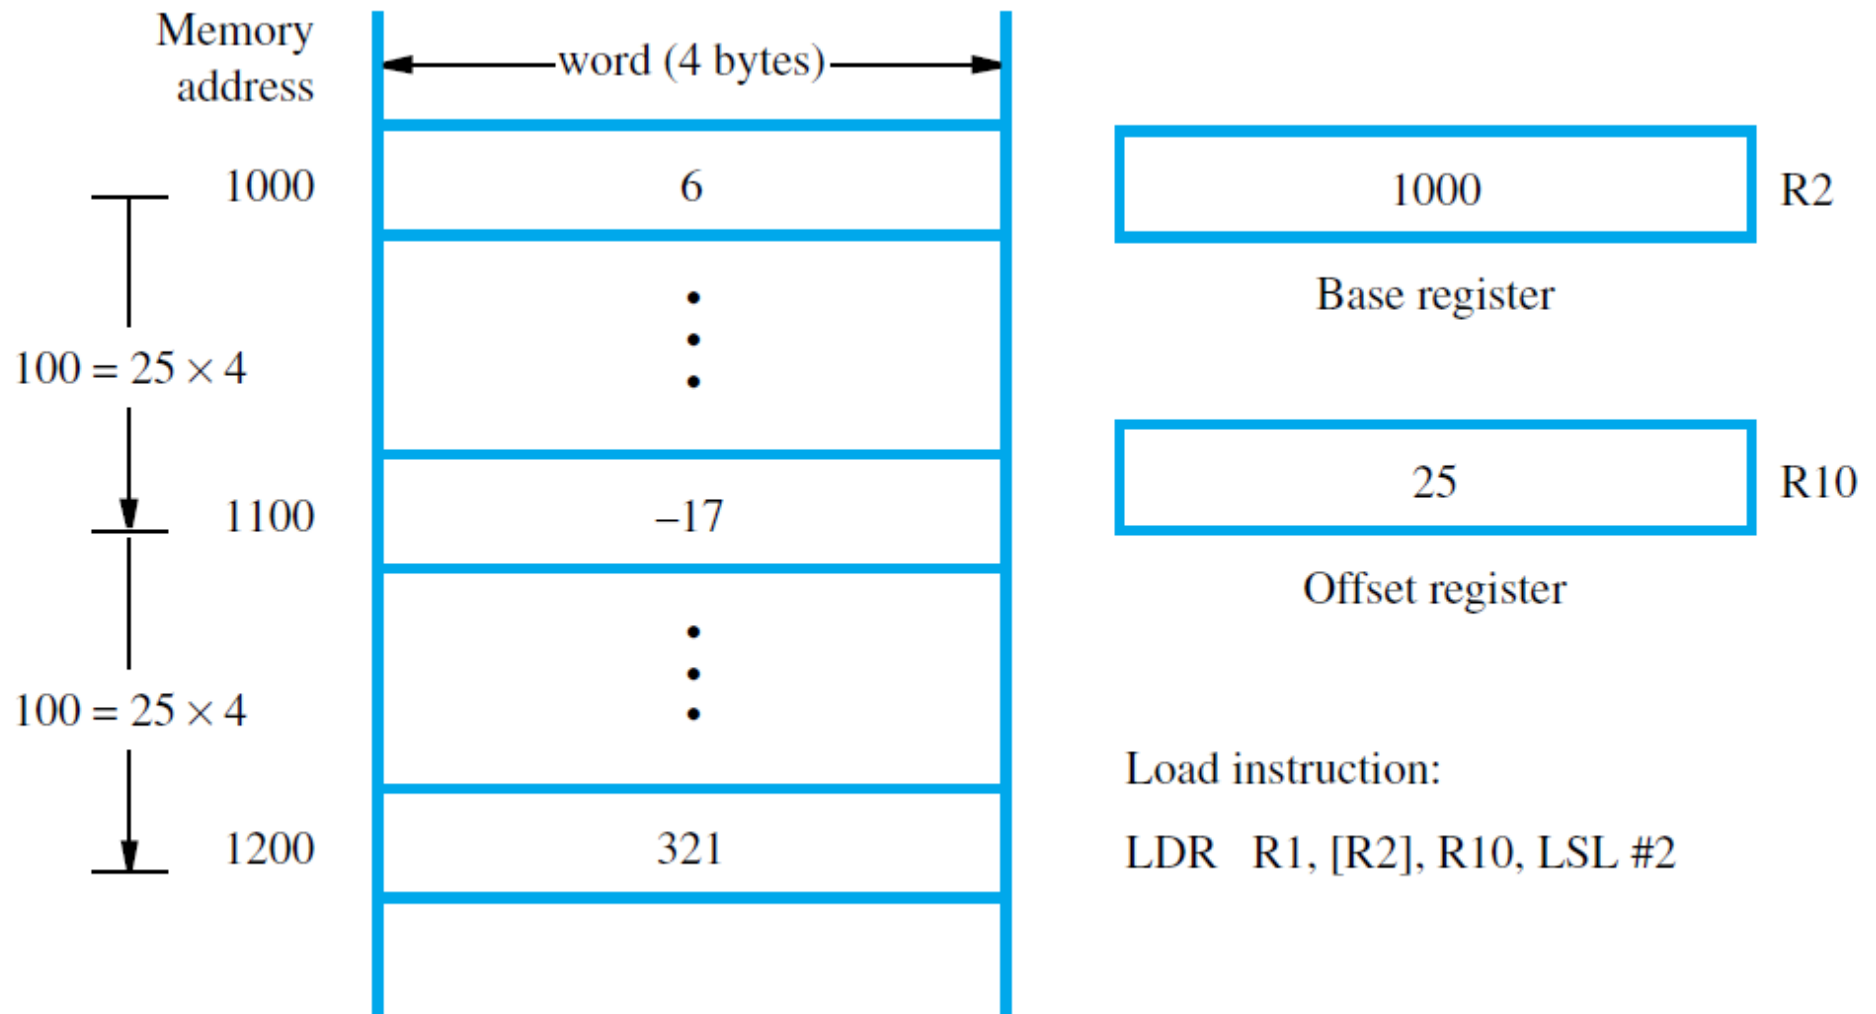 Memory
address
word (4 bytes)
1000
6
1000
R2
Base register
100 = 25 × 4
1100
–17
25
R10
Offset register
100 = 25 × 4
1200
321
Load instruction:
LDR R1, [R2], R10, LSL #2